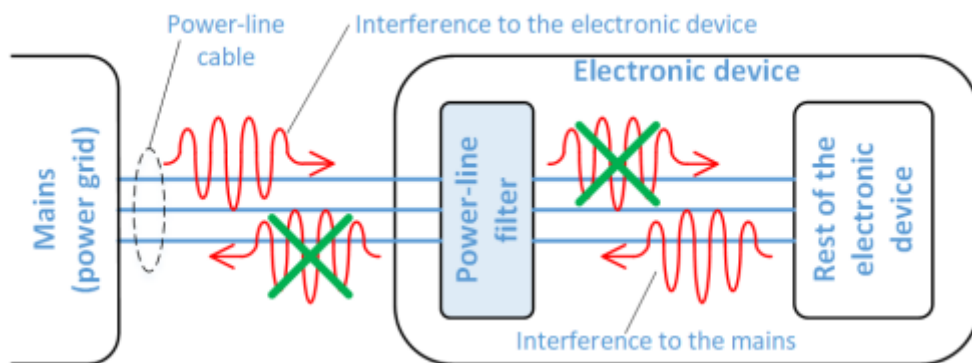 Power-line
cable
Interference to the electronic device
Electronic device
Mains
(power grid)
Power-line
filter
Rest of the
electronic
device
Interference to the mains